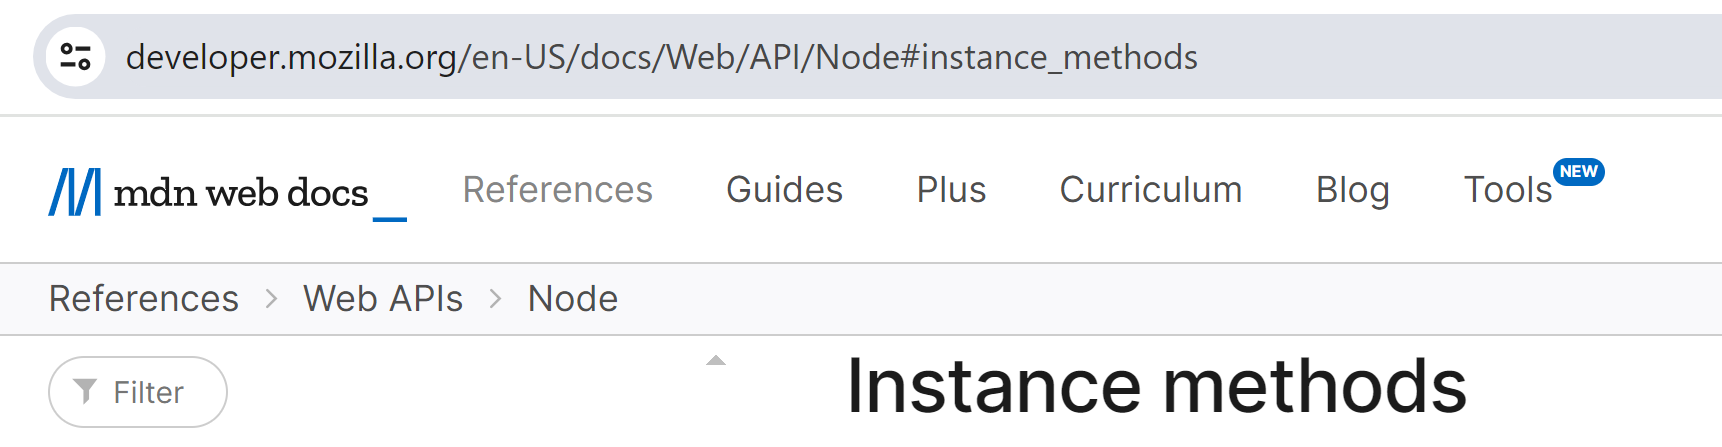 developer.mozilla.org/en-US/docs/Web/API/Node#instance_methods
mdn web docs_ References Guides Plus Curriculum Blog Tools NEW
References > Web APIs > Node
Filter
Instance methods